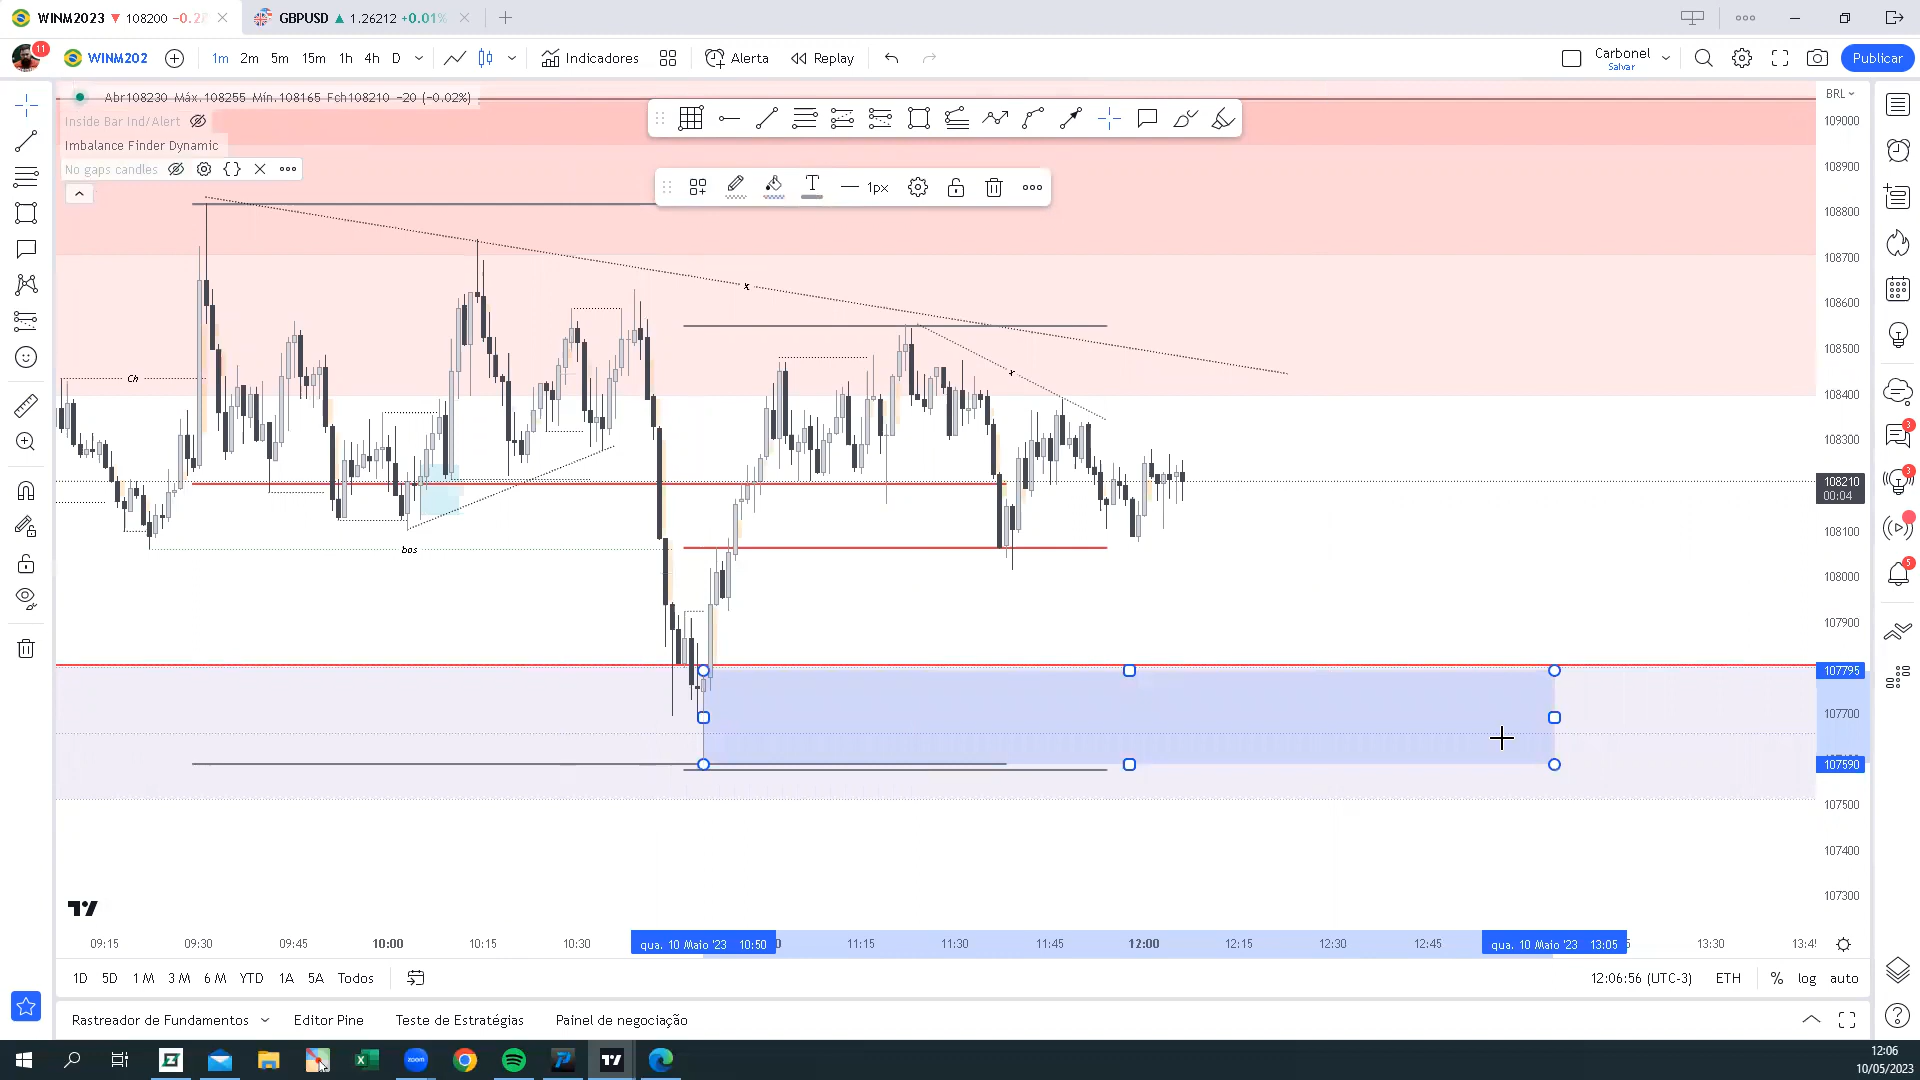 WINM2023 ▼ 108200 −0.2
GBPUSD ▲ 1.26212 +0.01%
11
WINM202
1m 2m 5m 15m 1h 4h D
Indicadores
Alerta
Replay
Carbonel
Salvar
Publicar
Abr108230 Máx.108255 Mín.108165 Fch108210 −20 (−0.02%)
Inside Bar Ind/Alert
Imbalance Finder Dynamic
No gaps candles
T
1px
BRL
109000
108900
108800
108700
108600
108500
108400
108300
108210
00:04
108100
108000
107900
107795
107700
107590
107500
107400
107300
x
x
Ch
bos
3
3
5
09:15 09:30 09:45 10:00 10:15 10:30 qua. 10 Maio '23 10:50 11:15 11:30 11:45 12:00 12:15 12:30 12:45 qua. 10 Maio '23 13:05 13:30 13:4
1D 5D 1M 3M 6M YTD 1A 5A Todos
12:06:56 (UTC-3) ETH % log auto
Rastreador de Fundamentos Editor Pine Teste de Estratégias Painel de negociação
zoom
12:06
10/05/2023